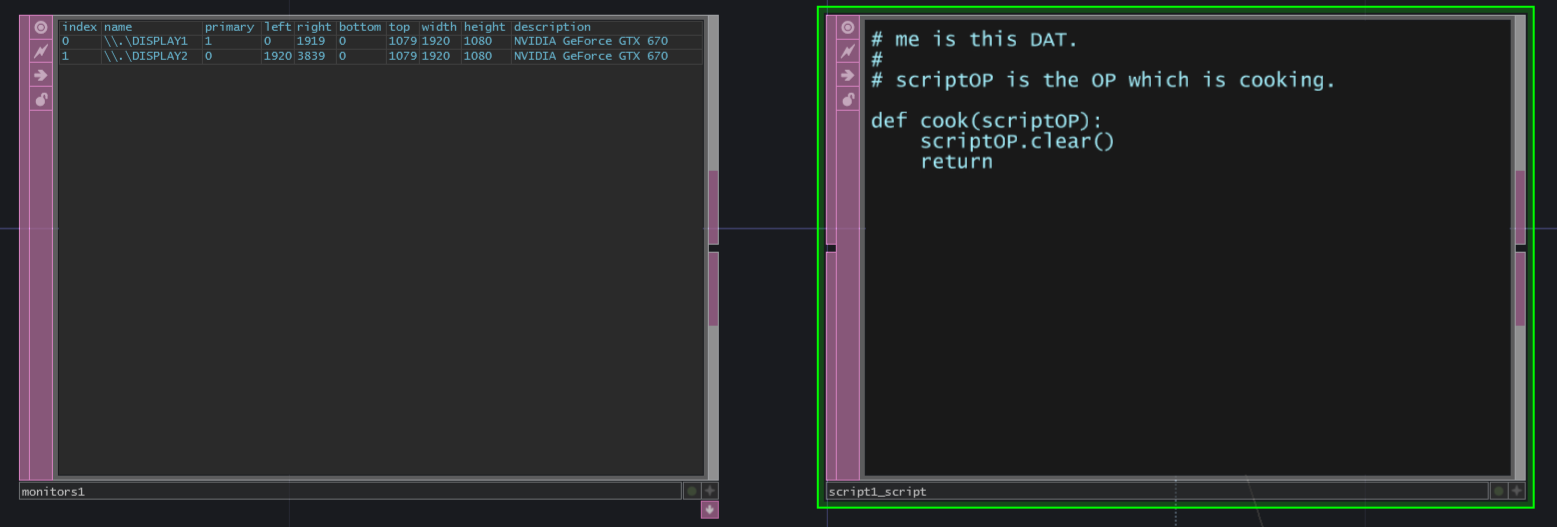 index name primary left right bottom top width height description
0 \\.\DISPLAY1 1 0 1919 0 1079 1920 1080 NVIDIA GeForce GTX 670
1 \\.\DISPLAY2 0 1920 3839 0 1079 1920 1080 NVIDIA GeForce GTX 670
monitors1
# me is this DAT.
#
# scriptOP is the OP which is cooking.
def cook(scriptOP):
    scriptOP.clear()
    return
script1_script